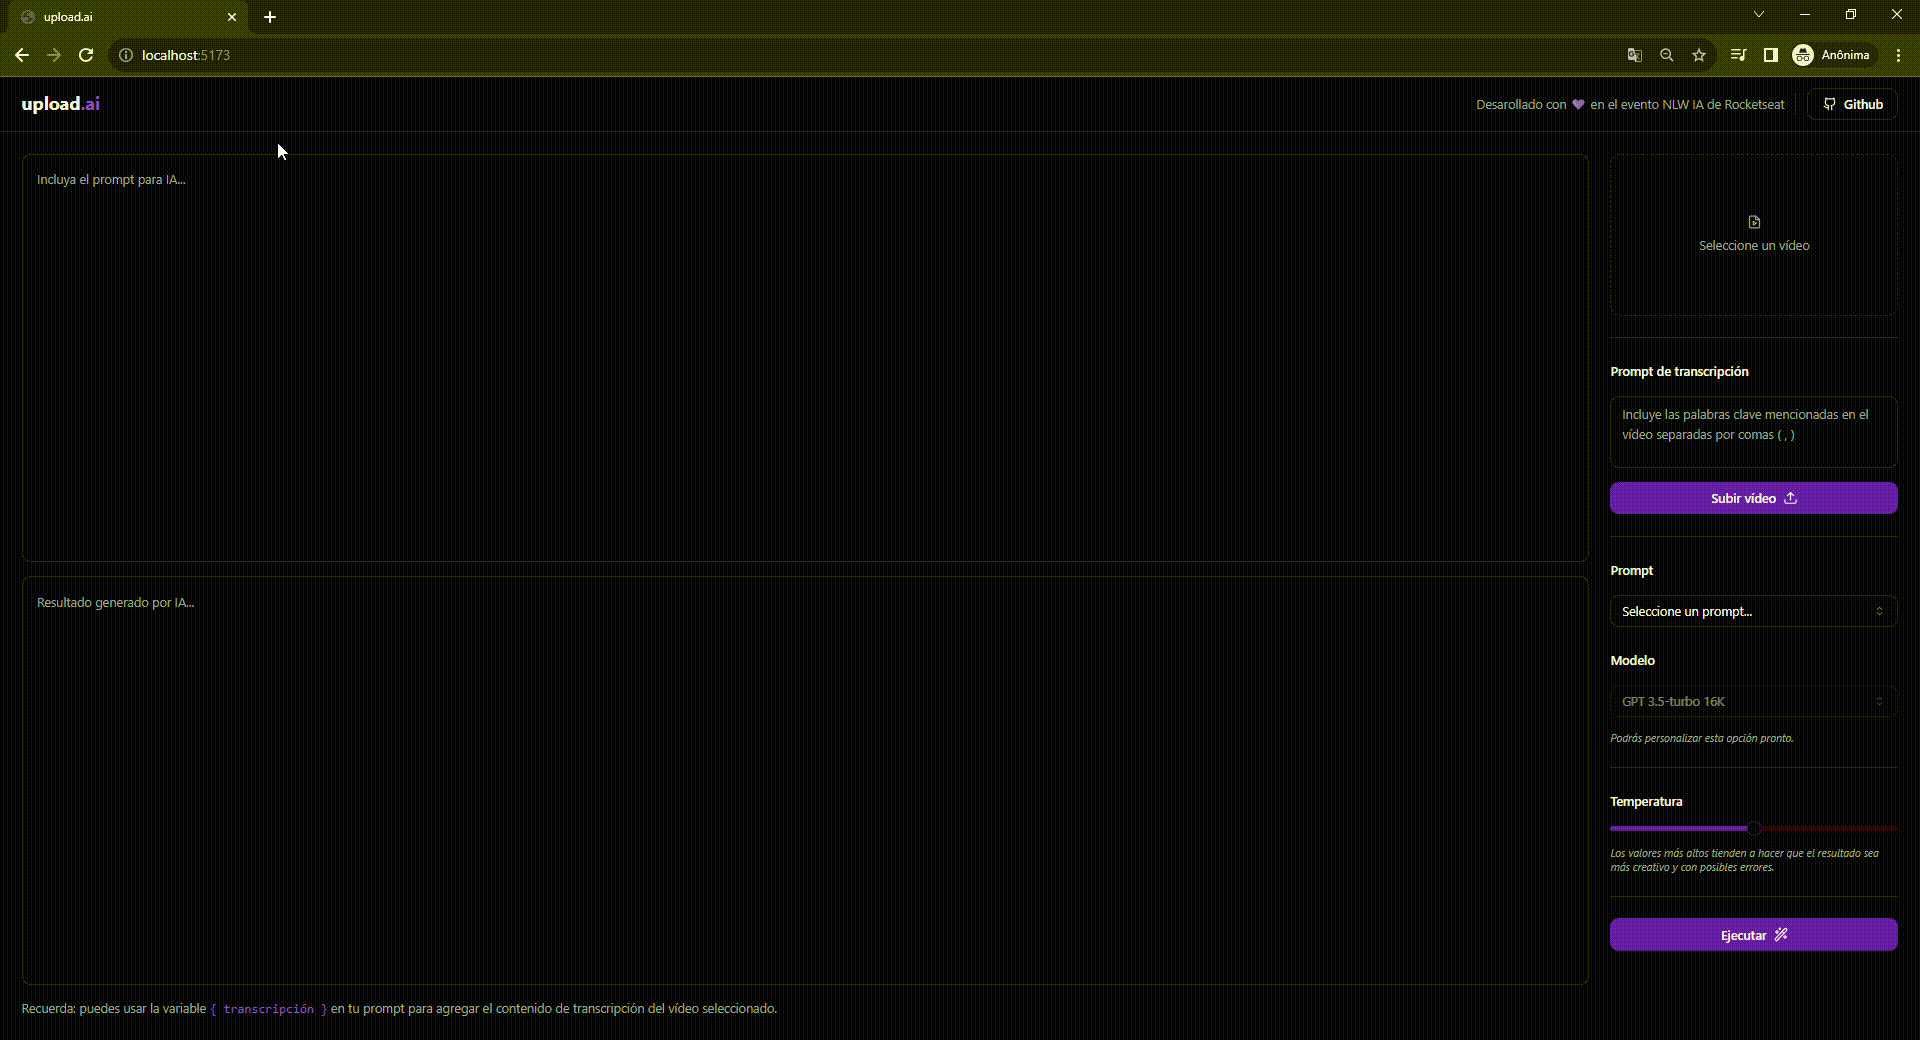 upload.ai
localhost:5173
Anônima
upload.ai
Desarollado con 💜 en el evento NLW IA de Rocketseat
Github
Incluya el prompt para IA...
Seleccione un vídeo
Prompt de transcripción
Incluye las palabras clave mencionadas en el
vídeo separadas por comas ( , )
Subir vídeo
Prompt
Resultado generado por IA...
Seleccione un prompt...
Modelo
GPT 3.5-turbo 16K
Podrás personalizar esta opción pronto.
Temperatura
Los valores más altos tienden a hacer que el resultado sea
más creativo y con posibles errores.
Ejecutar
Recuerda: puedes usar la variable { transcripción } en tu prompt para agregar el contenido de transcripción del vídeo seleccionado.